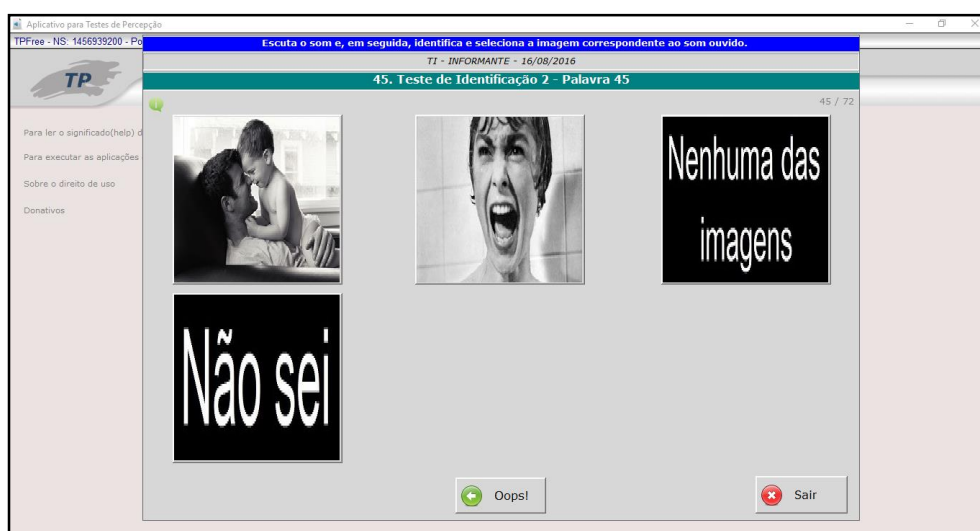 Aplicativo para Testes de Percepção
TPFree - NS: 1456939200 - Po
Escuta o som e, em seguida, identifica e seleciona a imagem correspondente ao som ouvido.
TI - INFORMANTE - 16/08/2016
TP
45. Teste de Identificação 2 - Palavra 45
45 / 72
Para ler o significado(help) d
Para executar as aplicações
Sobre o direito de uso
Donativos
Nenhuma das
imagens
Não sei
Oops!
Sair